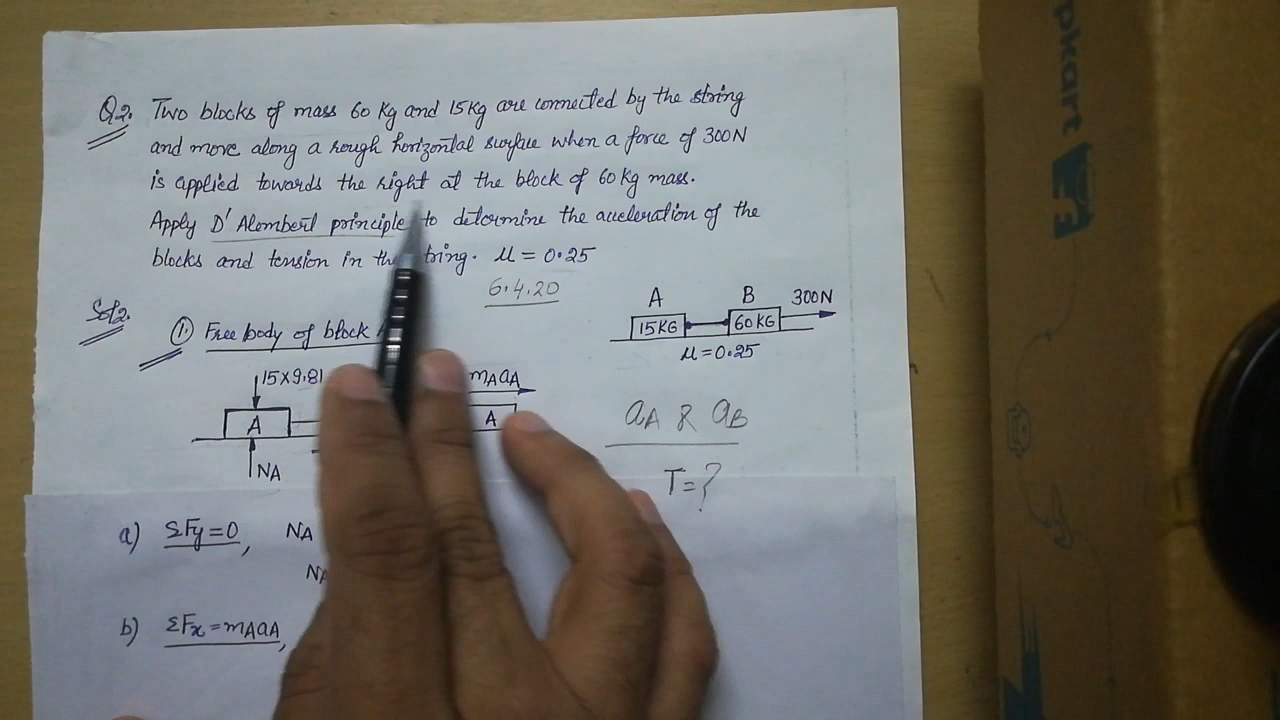 Q2. Two blocks of mass 60 Kg and 15Kg are connected by the string
and move along a rough horizontal surface when a force of 300N
is applied towards the right at the block of 60 Kg mass.
Apply D' Alombert principle to determine the acceleration of the
blocks and tension in the tring. μ = 0.25
6.4.20
Sol2.
① Free body of block
A B 300N
15KG 60KG
μ=0.25
15×9.81
mAaA
A
A
NA
aA & aB
T=?
a) ΣFy=0, NA
NA
b) ΣFx=mAaA,
pkart